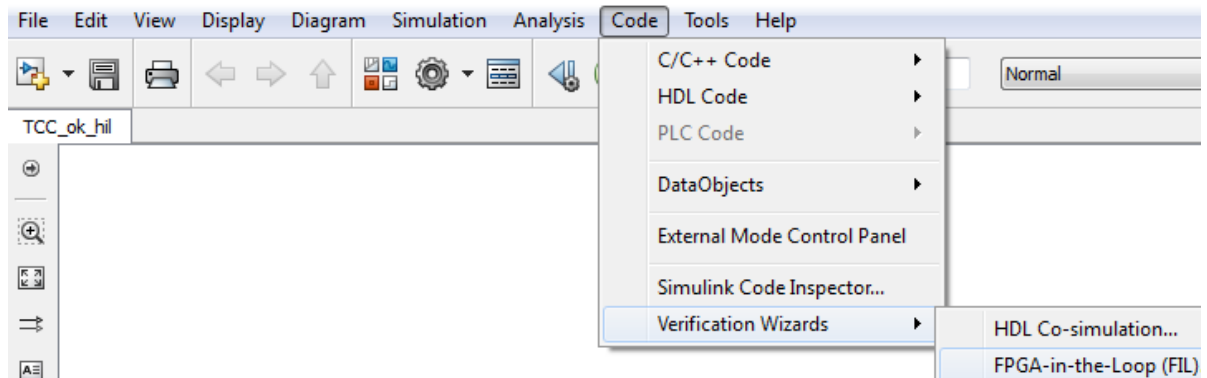 File Edit View Display Diagram Simulation Analysis Code Tools Help
Normal
TCC_ok_hil
C/C++ Code
HDL Code
PLC Code
DataObjects
External Mode Control Panel
Simulink Code Inspector...
Verification Wizards
HDL Co-simulation...
FPGA-in-the-Loop (FIL)